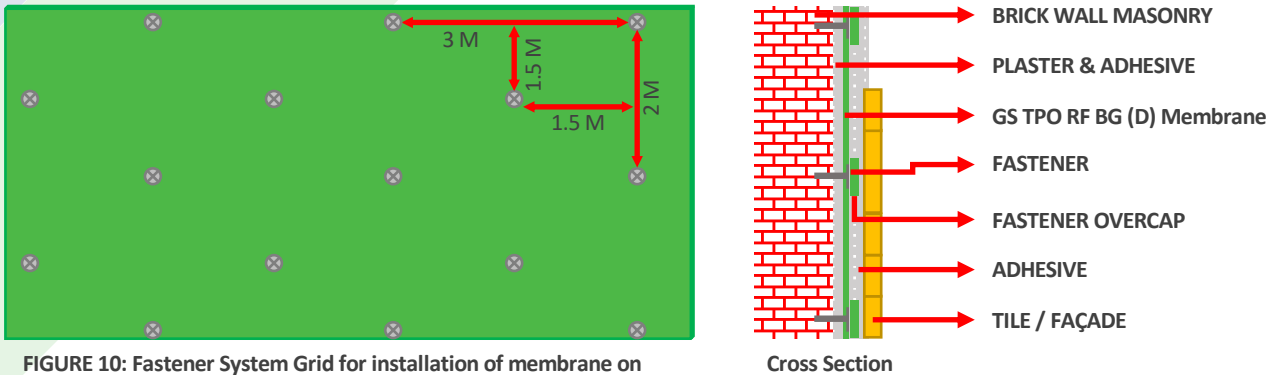 3 M
1.5 M
1.5 M
2 M
BRICK WALL MASONRY
PLASTER & ADHESIVE
GS TPO RF BG (D) Membrane
FASTENER
FASTENER OVERCAP
ADHESIVE
TILE / FAÇADE
FIGURE 10: Fastener System Grid for installation of membrane on
Cross Section